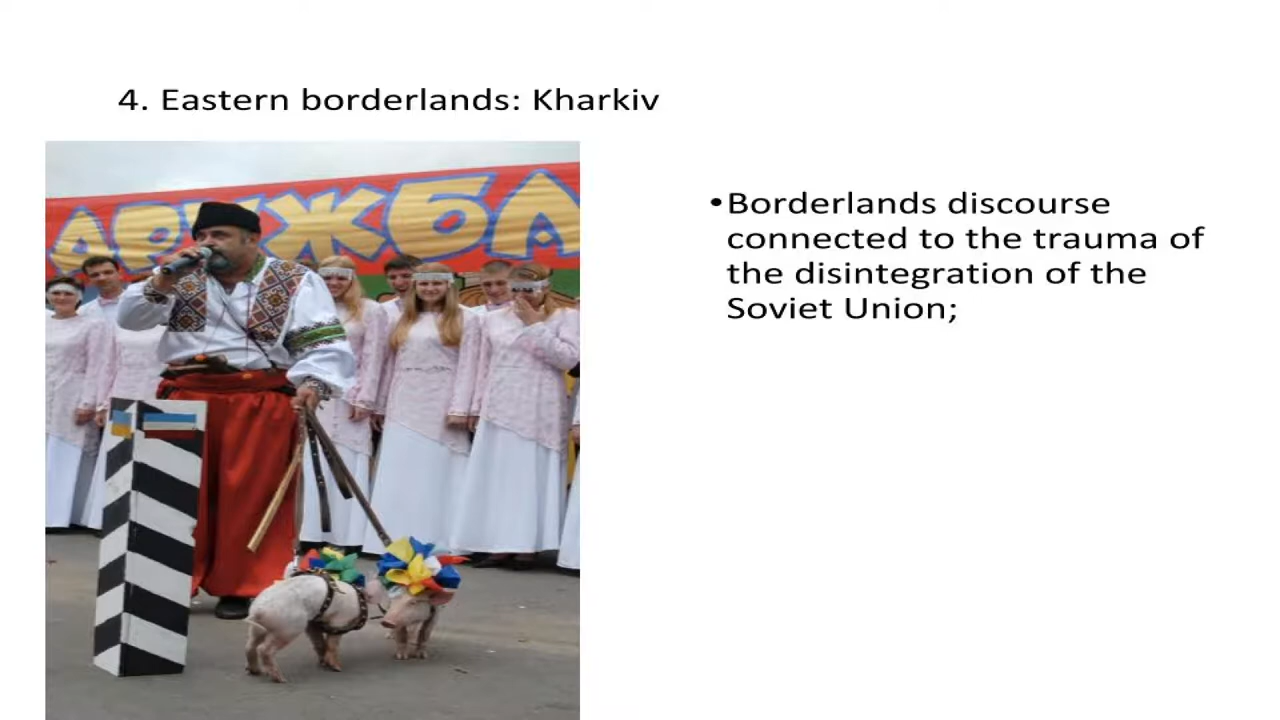 4. Eastern borderlands: Kharkiv
ДРУЖБА
•Borderlands discourse
connected to the trauma of
the disintegration of the
Soviet Union;